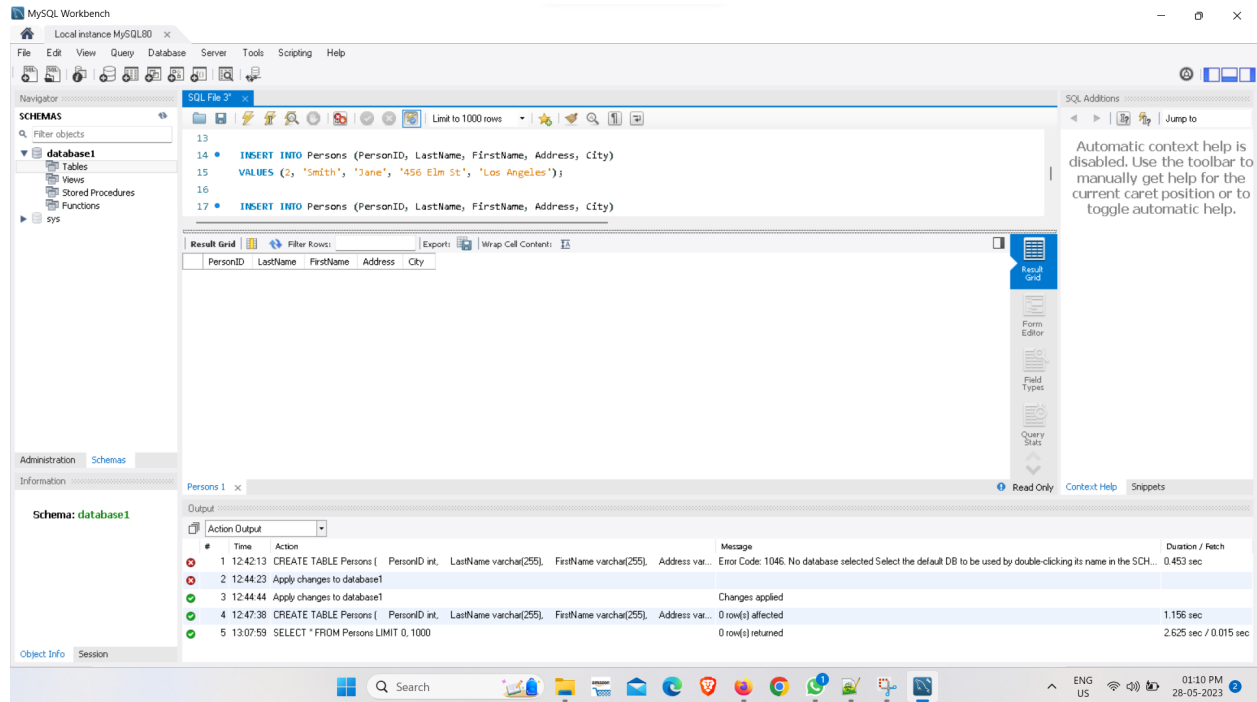 MySQL Workbench
Local instance MySQL80 ×
File Edit View Query Database Server Tools Scripting Help
Navigator
SCHEMAS
Filter objects
database1
Tables
Views
Stored Procedures
Functions
sys
Administration Schemas
Information
Schema: database1
Object Info Session
SQL File 3* ×
Limit to 1000 rows
13
14 INSERT INTO Persons (PersonID, LastName, FirstName, Address, City)
15 VALUES (2, 'Smith', 'Jane', '456 Elm St', 'Los Angeles');
16
17 INSERT INTO Persons (PersonID, LastName, FirstName, Address, City)
Result Grid Filter Rows: Export: Wrap Cell Content:
PersonID LastName FirstName Address City
Result
Grid
Form
Editor
Field
Types
Query
Stats
Persons 1 × Read Only
SQL Additions
Jump to
Automatic context help is
disabled. Use the toolbar to
manually get help for the
current caret position or to
toggle automatic help.
Context Help Snippets
Output
Action Output
# Time Action Message Duration / Fetch
1 12:42:13 CREATE TABLE Persons ( PersonID int, LastName varchar(255), FirstName varchar(255), Address var... Error Code: 1046. No database selected Select the default DB to be used by double-clicking its name in the SCH... 0.453 sec
2 12:44:23 Apply changes to database1
3 12:44:44 Apply changes to database1 Changes applied
4 12:47:38 CREATE TABLE Persons ( PersonID int, LastName varchar(255), FirstName varchar(255), Address var... 0 row(s) affected 1.156 sec
5 13:07:59 SELECT * FROM Persons LIMIT 0, 1000 0 row(s) returned 2.625 sec / 0.015 sec
Search
ENG
US
01:10 PM
28-05-2023
2